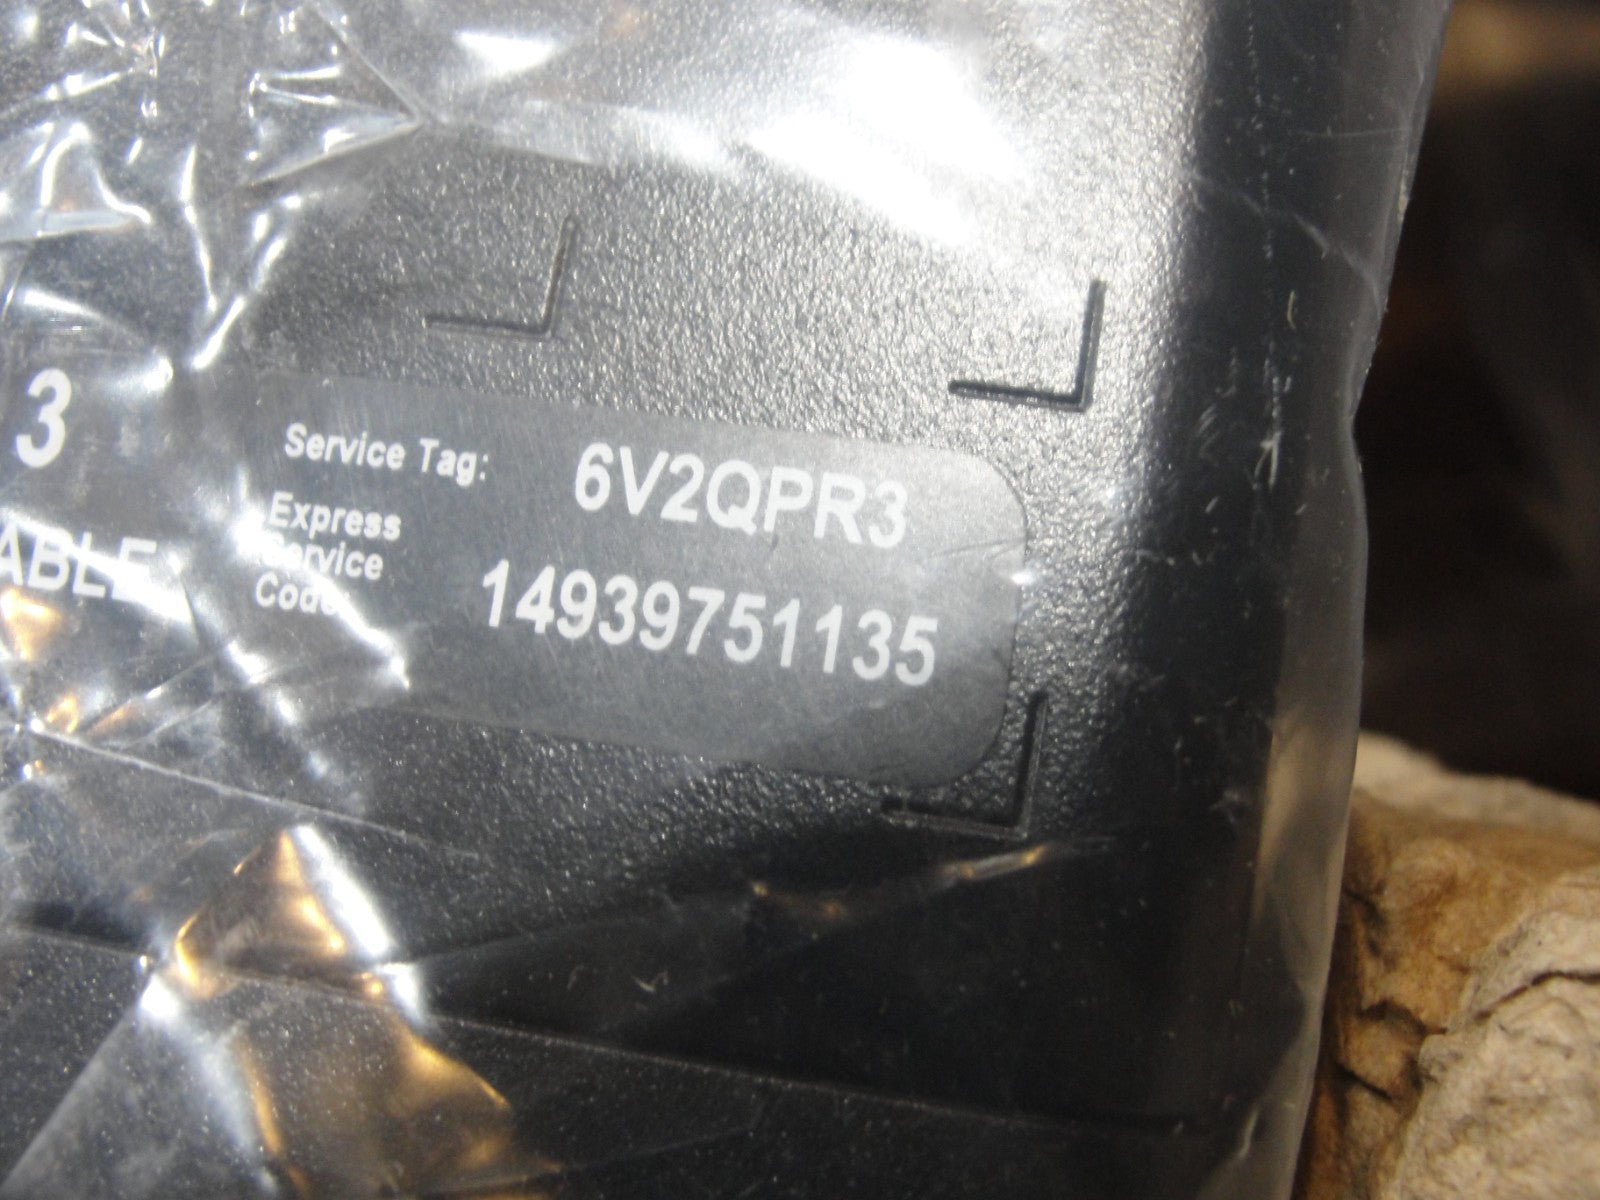 3
ABLE
Service Tag: 6V2QPR3
Express
Service
Code:
14939751135